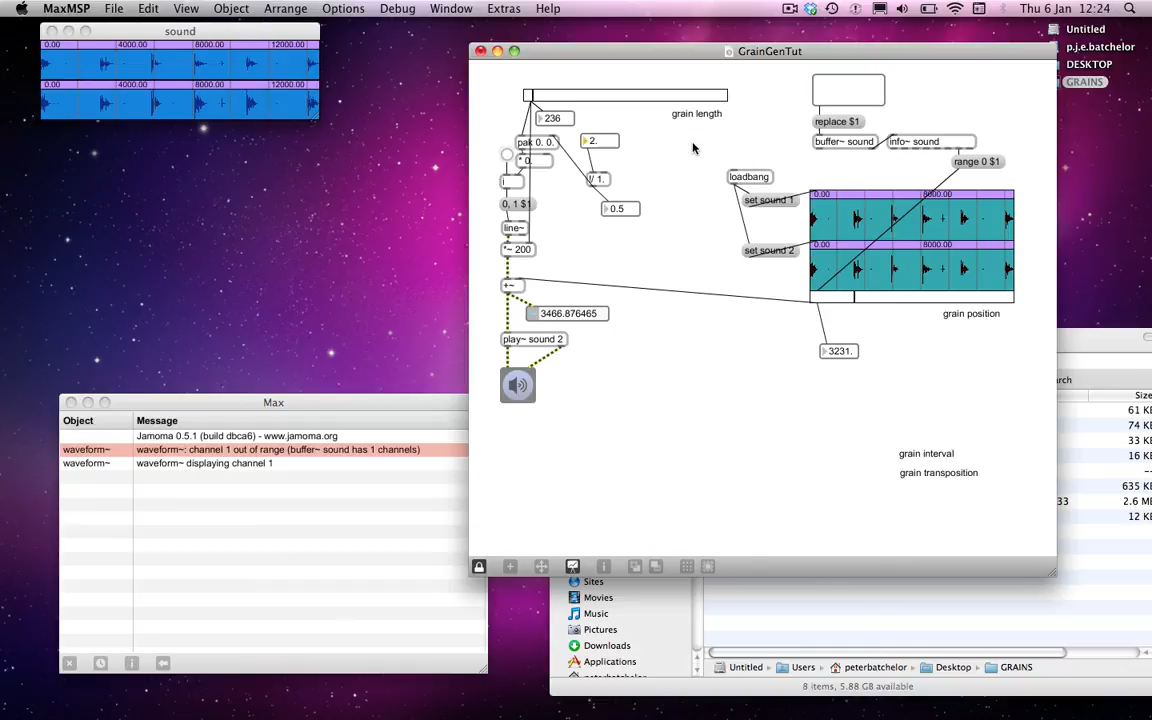 MaxMSP File Edit View Object Arrange Options Debug Window Extras Help Thu 6 Jan 12:24
sound
0.00 4000.00 8000.00 12000.00
0.00 4000.00 8000.00 12000.00
Untitled
p.j.e.batchelor
DESKTOP
GRAINS
GrainGenTut
grain length
236
pak 0. 0.
2.
* 0.
!/ 1.
i
0.5
0, 1 $1
line~
*~ 200
+~
3466.876465
play~ sound 2
replace $1
buffer~ sound
info~ sound
range 0 $1
loadbang
set sound 1
set sound 2
0.00 8000.00
0.00 8000.00
grain position
3231.
grain interval
grain transposition
Max
Object Message
Jamoma 0.5.1 (build dbca6) - www.jamoma.org
waveform~ waveform~: channel 1 out of range (buffer~ sound has 1 channels)
waveform~ waveform~ displaying channel 1
arch
Size
61 KB
74 KB
33 KB
16 KB
--
635 KB
33 2.6 MB
12 KB
Sites
Movies
Music
Pictures
Downloads
Applications
Untitled Users peterbatchelor Desktop GRAINS
8 items, 5.88 GB available